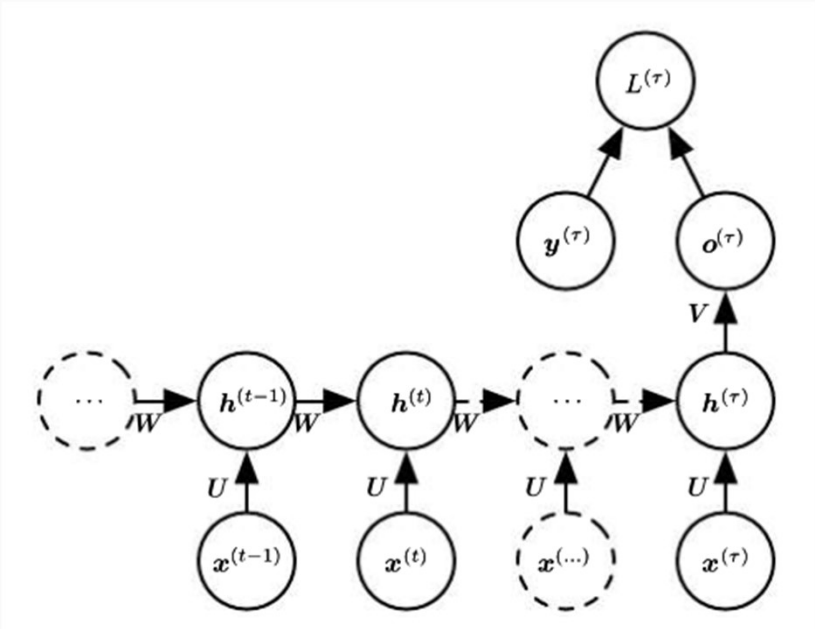 L(τ)
y(τ) o(τ)
V
... h(t−1) h(t) ... h(τ)
W W W W
U U U U
x(t−1) x(t) x(...) x(τ)